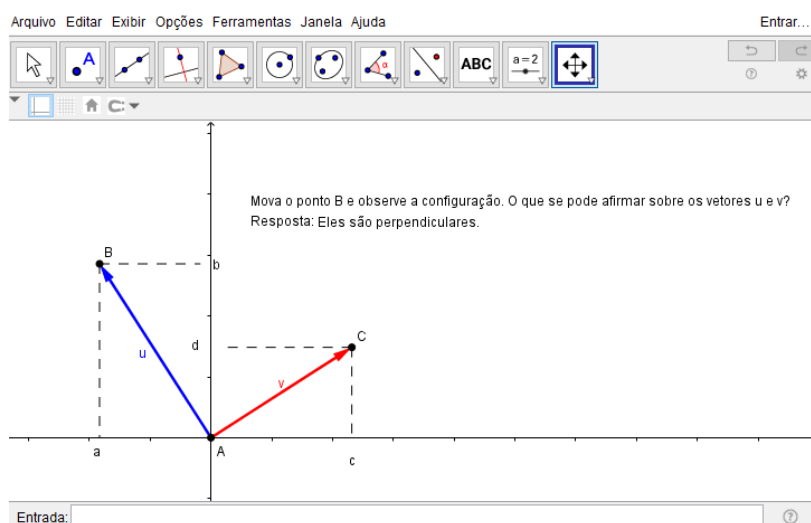 Arquivo Editar Exibir Opções Ferramentas Janela Ajuda Entrar...
A α ABC a=2
Mova o ponto B e observe a configuração. O que se pode afirmar sobre os vetores u e v?
Resposta: Eles são perpendiculares.
B
b
C
d
u
v
a
A
c
Entrada: